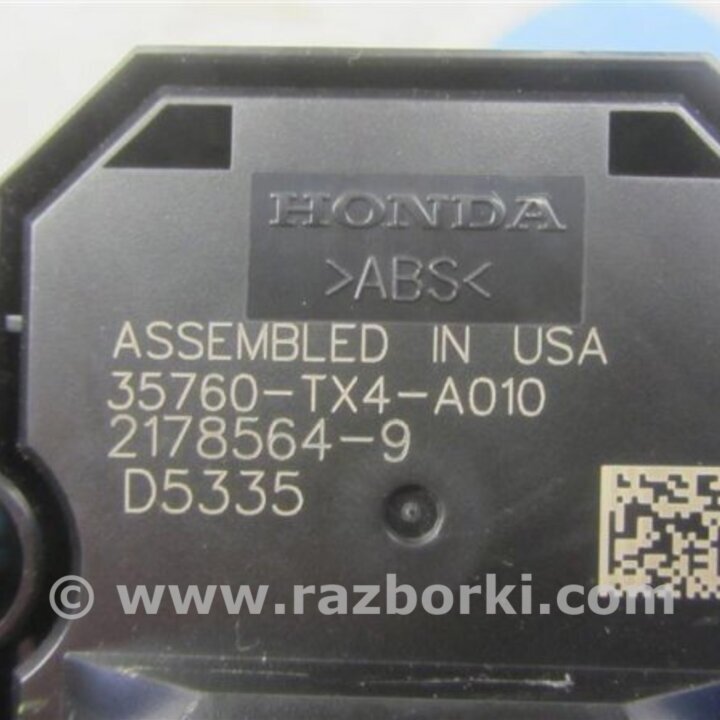 HONDA
>ABS<
ASSEMBLED IN USA
35760-TX4-A010
2178564-9
D5335
© www.razborki.com